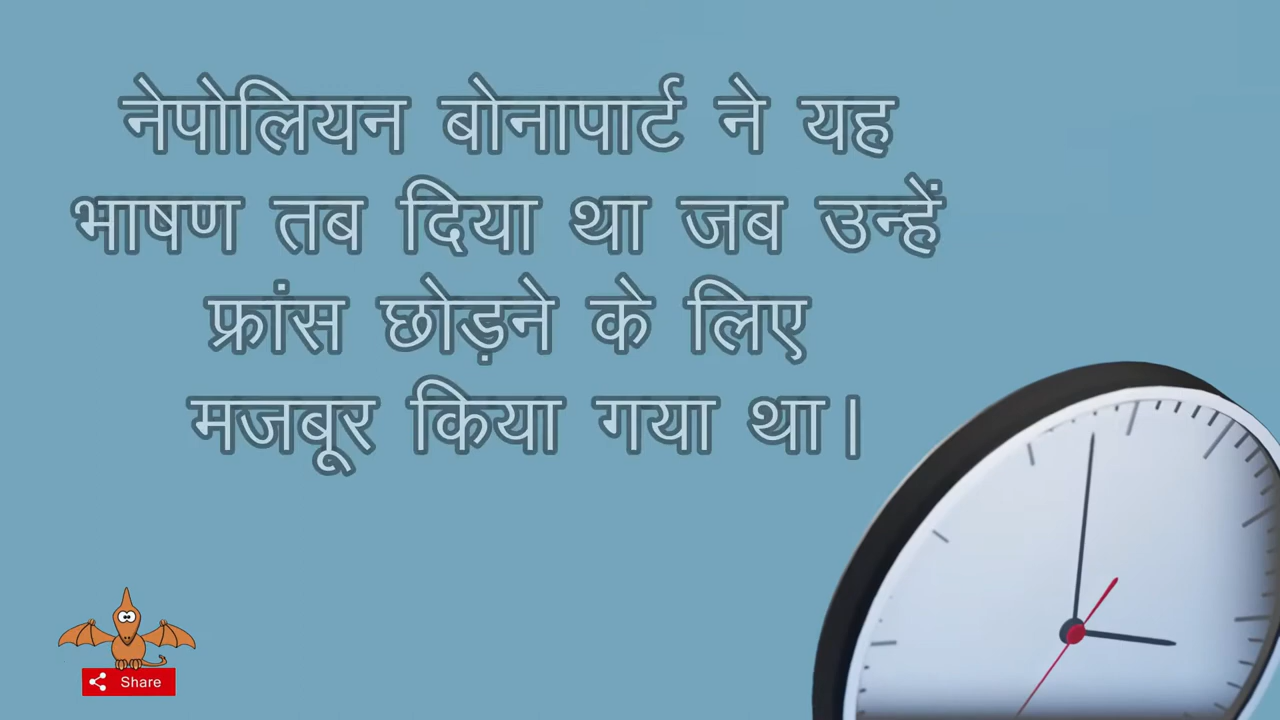 नेपोलियन बोनापार्ट ने यह
भाषण तब दिया था जब उन्हें
फ्रांस छोड़ने के लिए
मजबूर किया गया था।
Share